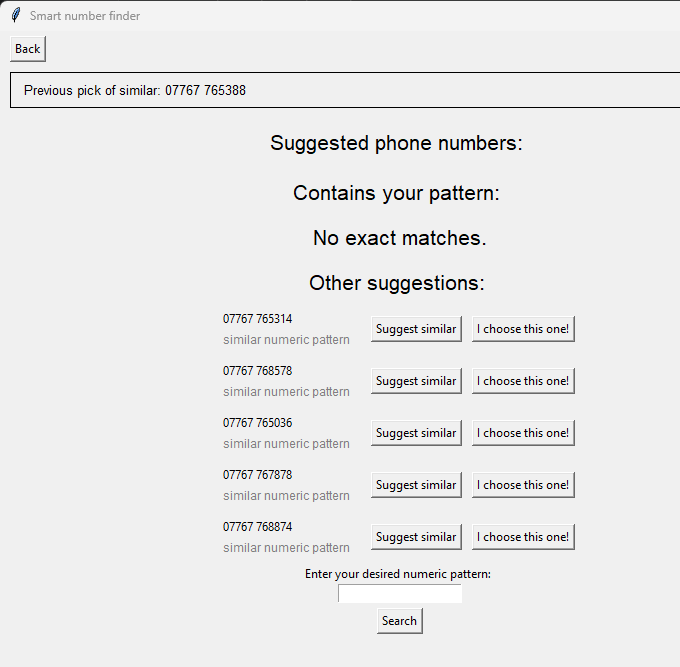 Smart number finder
Back
Previous pick of similar: 07767 765388
Suggested phone numbers:
Contains your pattern:
No exact matches.
Other suggestions:
07767 765314
similar numeric pattern
Suggest similar
I choose this one!
07767 768578
similar numeric pattern
Suggest similar
I choose this one!
07767 765036
similar numeric pattern
Suggest similar
I choose this one!
07767 767878
similar numeric pattern
Suggest similar
I choose this one!
07767 768874
similar numeric pattern
Suggest similar
I choose this one!
Enter your desired numeric pattern:
Search